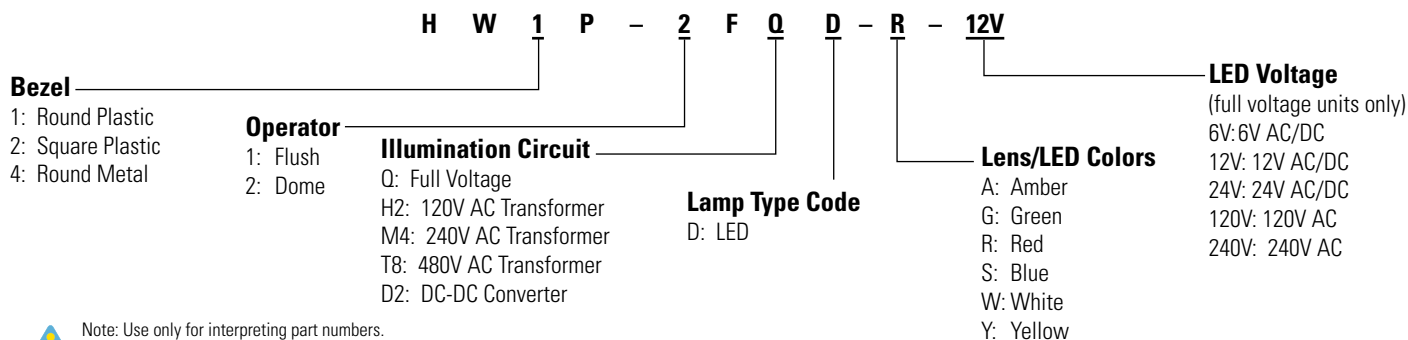 H W 1 P – 2 F Q D – R – 12V
Bezel
1: Round Plastic
2: Square Plastic
4: Round Metal
Operator
1: Flush
2: Dome
Illumination Circuit
Q: Full Voltage
H2: 120V AC Transformer
M4: 240V AC Transformer
T8: 480V AC Transformer
D2: DC-DC Converter
Lamp Type Code
D: LED
Lens/LED Colors
A: Amber
G: Green
R: Red
S: Blue
W: White
Y: Yellow
LED Voltage
(full voltage units only)
6V: 6V AC/DC
12V: 12V AC/DC
24V: 24V AC/DC
120V: 120V AC
240V: 240V AC
Note: Use only for interpreting part numbers.